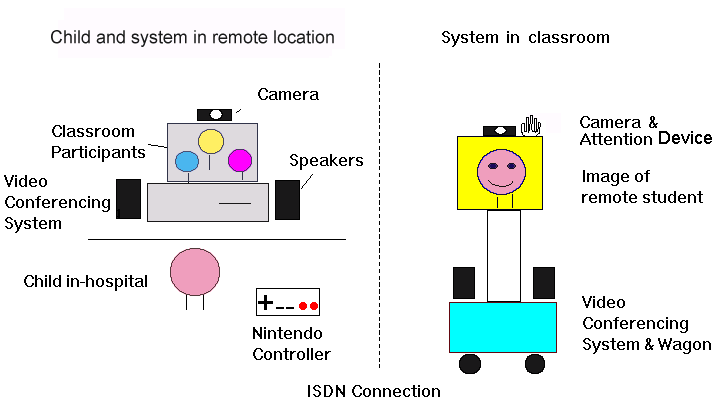 Child and system in remote location
System in classroom
Camera
Classroom
Participants
Speakers
Video
Conferencing
System
Child in-hospital
Nintendo
Controller
Camera &
Attention Device
Image of
remote student
Video
Conferencing
System & Wagon
ISDN Connection